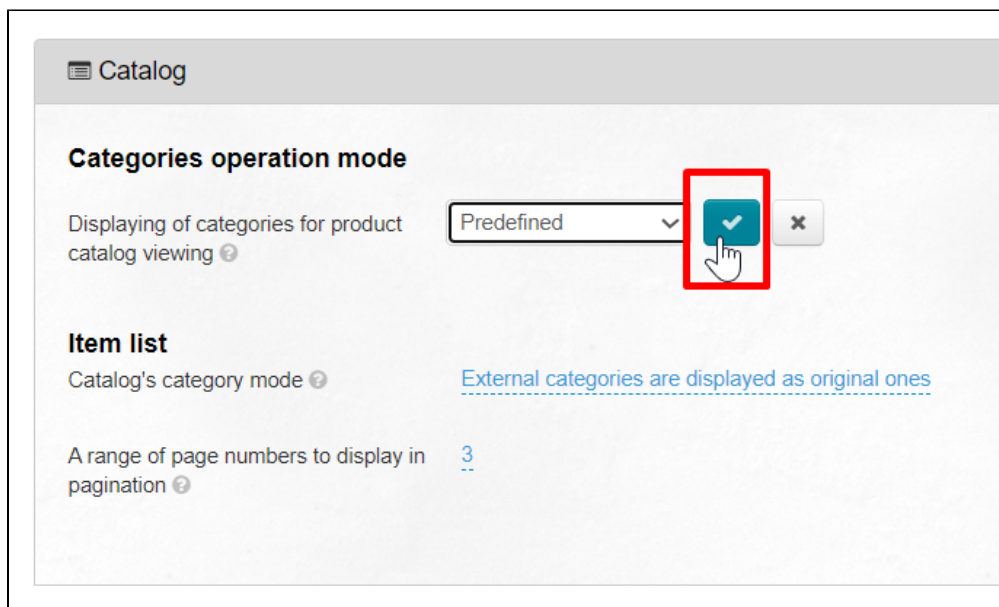 Catalog
Categories operation mode
Displaying of categories for product
catalog viewing
Predefined
Item list
Catalog's category mode
External categories are displayed as original ones
A range of page numbers to display in
pagination
3